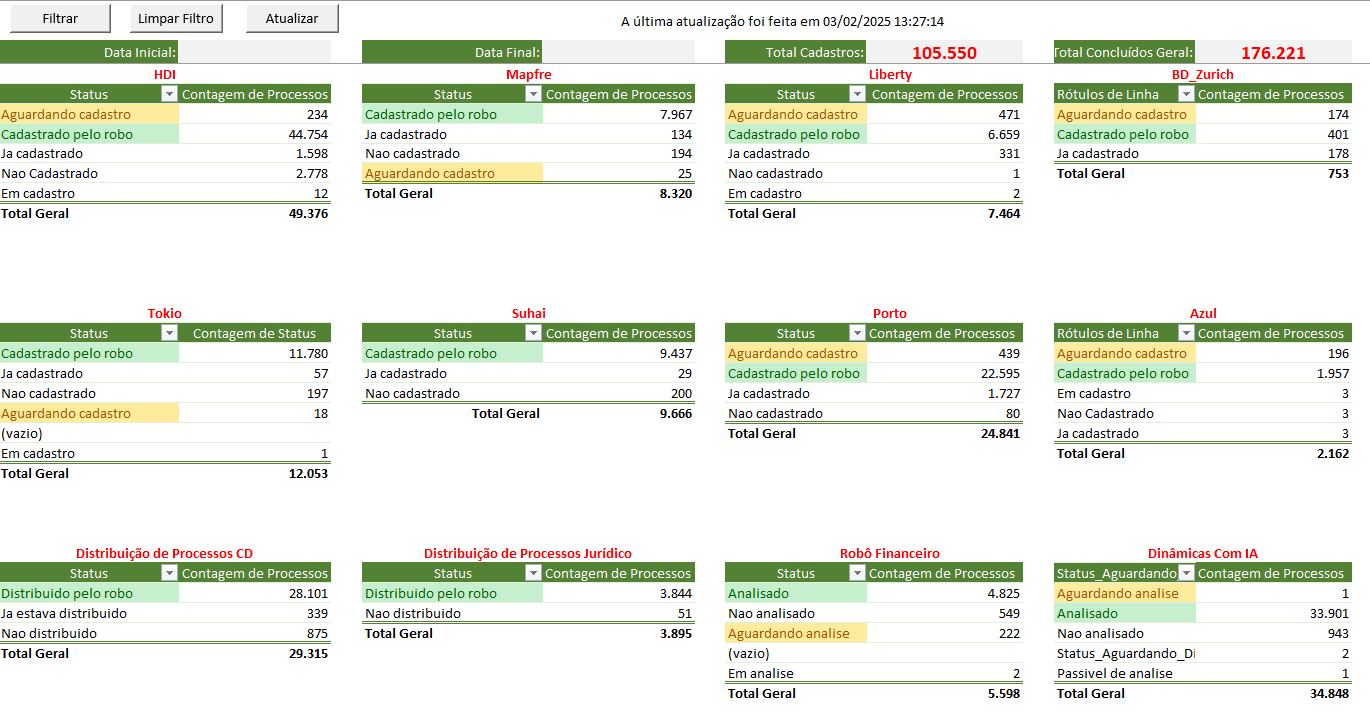 Filtrar Limpar Filtro Atualizar A última atualização foi feita em 03/02/2025 13:27:14
Data Inicial: Data Final: Total Cadastros: 105.550 Total Concluídos Geral: 176.221
HDI Mapfre Liberty BD_Zurich
Status Contagem de Processos Status Contagem de Processos Status Contagem de Processos Rótulos de Linha Contagem de Processos
Aguardando cadastro 234 Cadastrado pelo robo 7.967 Aguardando cadastro 471 Aguardando cadastro 174
Cadastrado pelo robo 44.754 Ja cadastrado 134 Cadastrado pelo robo 6.659 Cadastrado pelo robo 401
Ja cadastrado 1.598 Nao cadastrado 194 Ja cadastrado 331 Ja cadastrado 178
Nao Cadastrado 2.778 Aguardando cadastro 25 Nao cadastrado 1 Total Geral 753
Em cadastro 12 Total Geral 8.320 Em cadastro 2
Total Geral 49.376 Total Geral 7.464
Tokio Suhai Porto Azul
Status Contagem de Status Status Contagem de Processos Status Contagem de Processos Rótulos de Linha Contagem de Processos
Cadastrado pelo robo 11.780 Cadastrado pelo robo 9.437 Aguardando cadastro 439 Aguardando cadastro 196
Ja cadastrado 57 Ja cadastrado 29 Cadastrado pelo robo 22.595 Cadastrado pelo robo 1.957
Nao cadastrado 197 Nao cadastrado 200 Ja cadastrado 1.727 Em cadastro 3
Aguardando cadastro 18 Total Geral 9.666 Nao cadastrado 80 Nao Cadastrado 3
(vazio) Total Geral 24.841 Ja cadastrado 3
Em cadastro 1 Total Geral 2.162
Total Geral 12.053
Distribuição de Processos CD Distribuição de Processos Jurídico Robô Financeiro Dinâmicas Com IA
Status Contagem de Processos Status Contagem de Processos Status Contagem de Processos Status_Aguardando Contagem de Processos
Distribuido pelo robo 28.101 Distribuido pelo robo 3.844 Analisado 4.825 Aguardando analise 1
Ja estava distribuido 339 Nao distribuido 51 Nao analisado 549 Analisado 33.901
Nao distribuido 875 Total Geral 3.895 Aguardando analise 222 Nao analisado 943
Total Geral 29.315 (vazio) Status_Aguardando_Di 2
Em analise 2 Passivel de analise 1
Total Geral 5.598 Total Geral 34.848